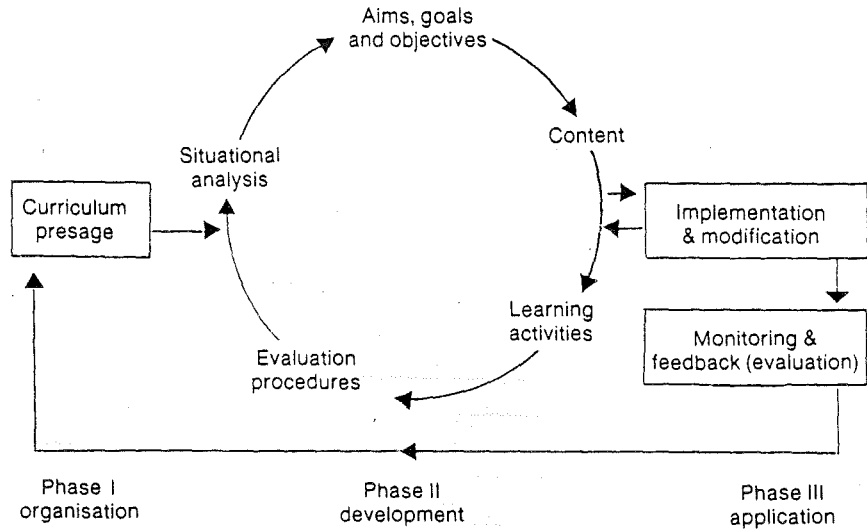 Aims, goals
and objectives
Content
Situational
analysis
Curriculum
presage
Implementation
& modification
Learning
activities
Monitoring &
feedback (evaluation)
Evaluation
procedures
Phase I
organisation
Phase II
development
Phase III
application